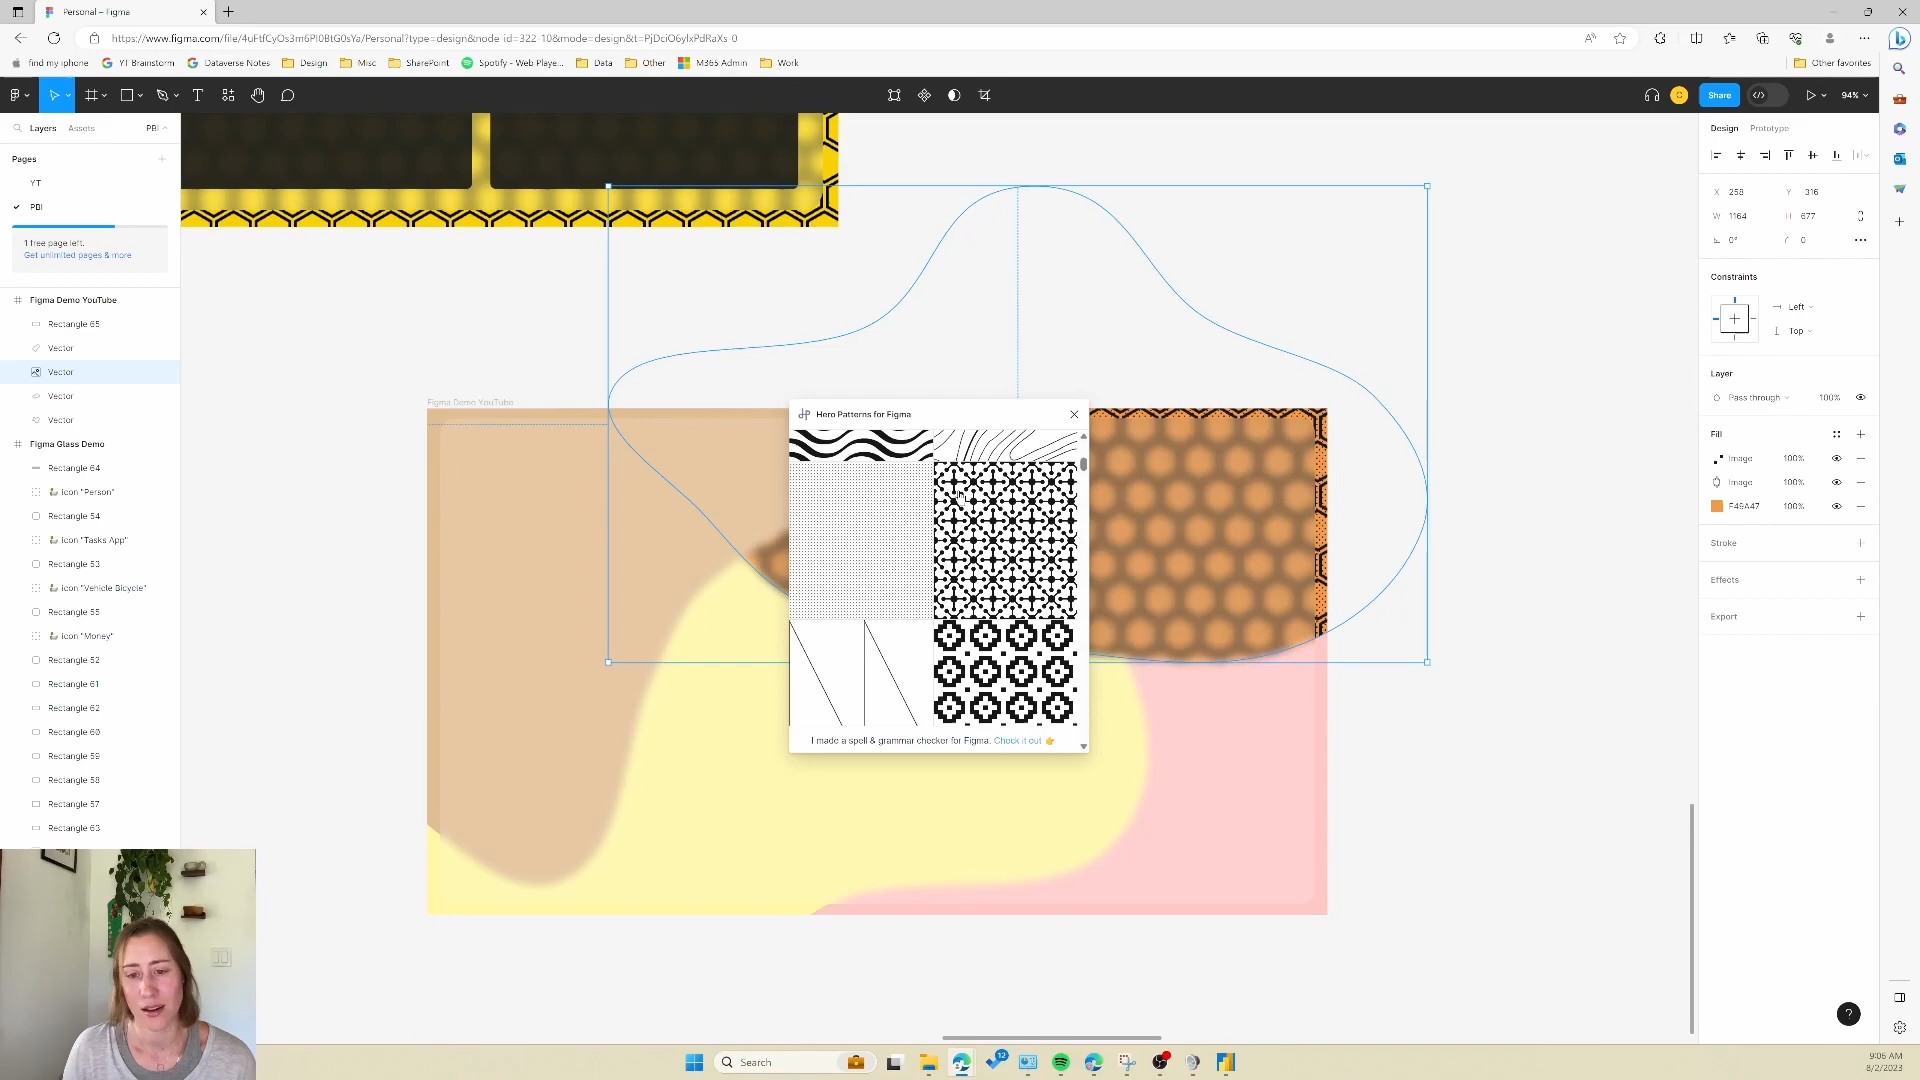 Personal – Figma
https://www.figma.com/file/4uFtfCyOs3m6PI0BtG0sYa/Personal?type=design&node-id=322-10&mode=design&t=PjDciO6ylxPdRaXs-0
find my iphone
YT Brainstorm
Dataverse Notes
Design
Misc
SharePoint
Spotify - Web Playe...
Data
Other
M365 Admin
Work
Other favorites
Share
94%
Layers
Assets
PBI
Pages
YT
PBI
1 free page left.
Get unlimited pages & more
Figma Demo YouTube
Rectangle 65
Vector
Vector
Vector
Vector
Figma Glass Demo
Rectangle 64
icon "Person"
Rectangle 54
icon "Tasks App"
Rectangle 53
icon "Vehicle Bicycle"
Rectangle 55
icon "Money"
Rectangle 52
Rectangle 61
Rectangle 62
Rectangle 60
Rectangle 59
Rectangle 58
Rectangle 57
Rectangle 63
Figma Demo YouTube
Hero Patterns for Figma
I made a spell & grammar checker for Figma. Check it out 👉
Design
Prototype
X 258
Y 316
W 1164
H 677
0°
0
Constraints
Left
Top
Layer
Pass through
100%
Fill
Image 100%
Image 100%
F49A47 100%
Stroke
Effects
Export
?
Search
12
9:06 AM
8/2/2023